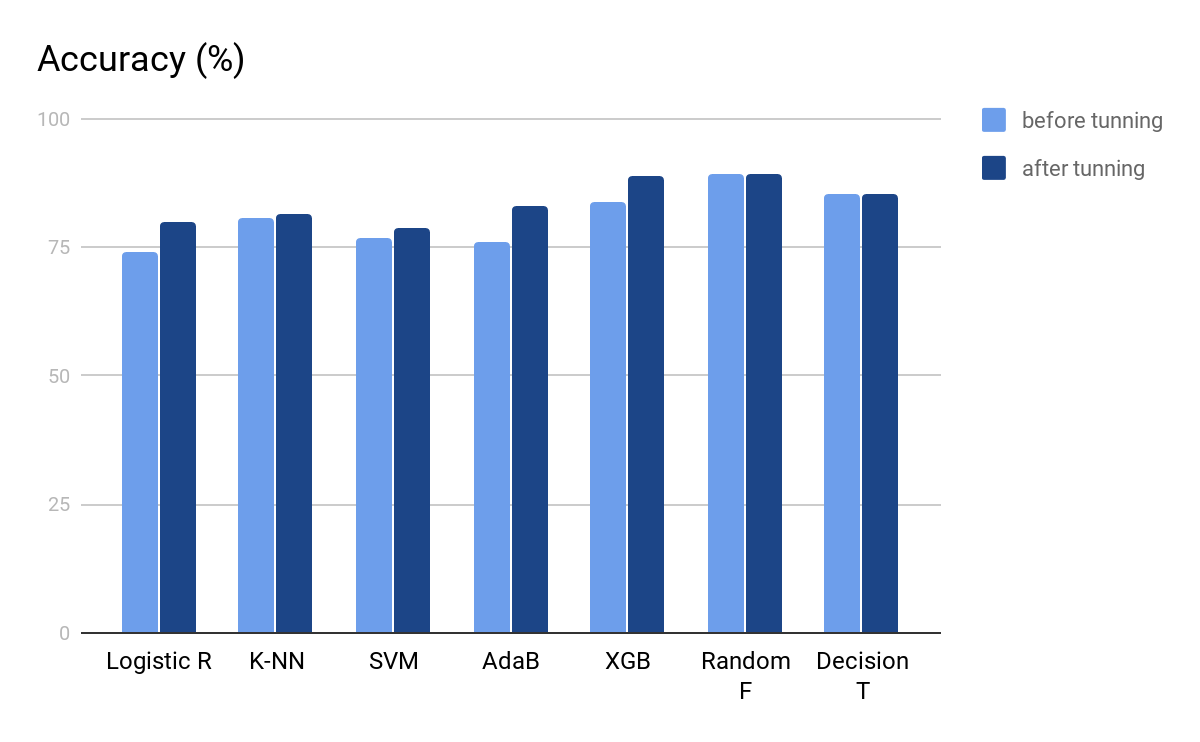 Accuracy (%)
100
75
50
25
0
Logistic R
K-NN
SVM
AdaB
XGB
Random
F
Decision
T
before tunning
after tunning